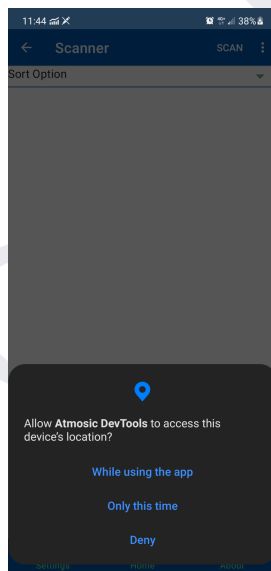 11:44 38%
Scanner SCAN
Sort Option
Allow Atmosic DevTools to access this
device's location?
While using the app
Only this time
Deny
Settings Home About